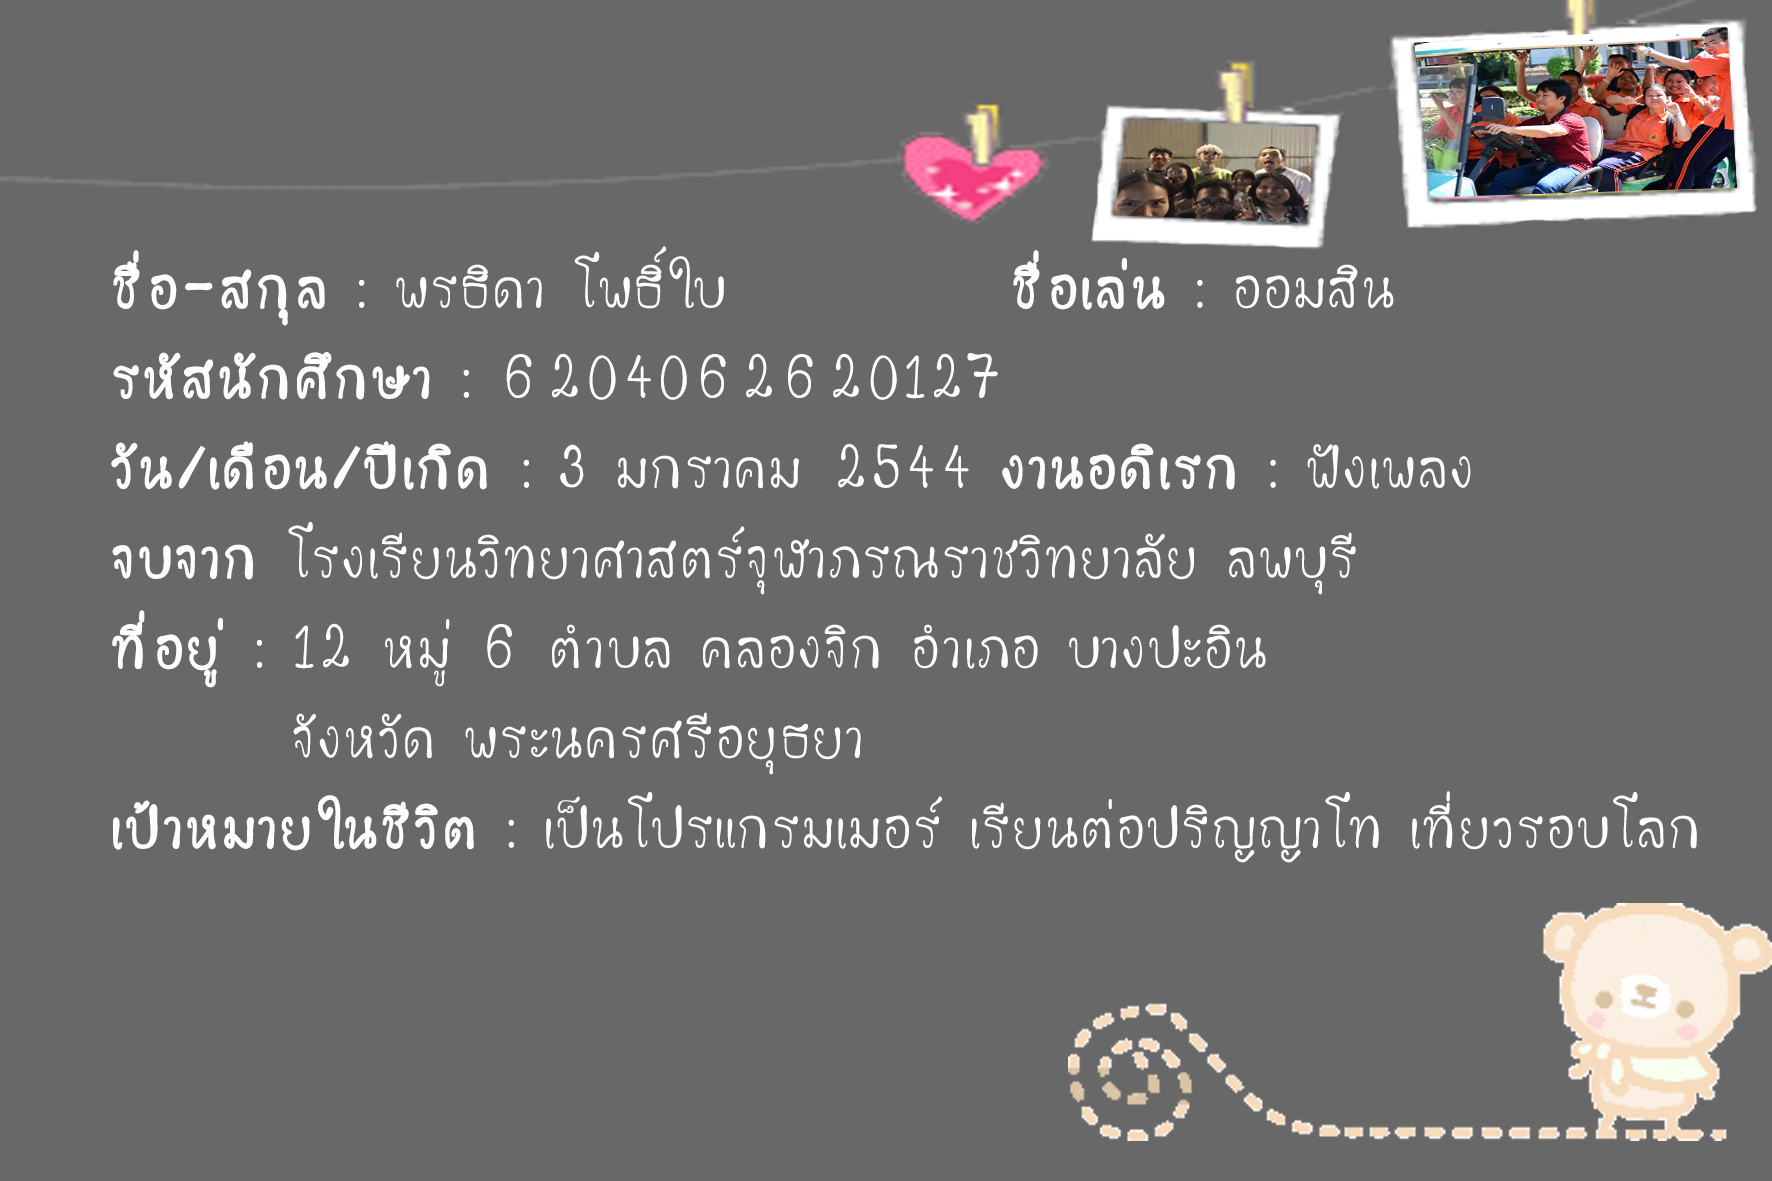 ชื่อ-สกุล : พรธิดา โพธิ์ใบ ชื่อเล่น : ออมสิน
รหัสนักศึกษา : 6204062620127
วัน/เดือน/ปีเกิด : 3 มกราคม 2544 งานอดิเรก : ฟังเพลง
จบจาก โรงเรียนวิทยาศาสตร์จุฬาภรณราชวิทยาลัย ลพบุรี
ที่อยู่ : 12 หมู่ 6 ตำบล คลองจิก อำเภอ บางปะอิน
จังหวัด พระนครศรีอยุธยา
เป้าหมายในชีวิต : เป็นโปรแกรมเมอร์ เรียนต่อปริญญาโท เที่ยวรอบโลก